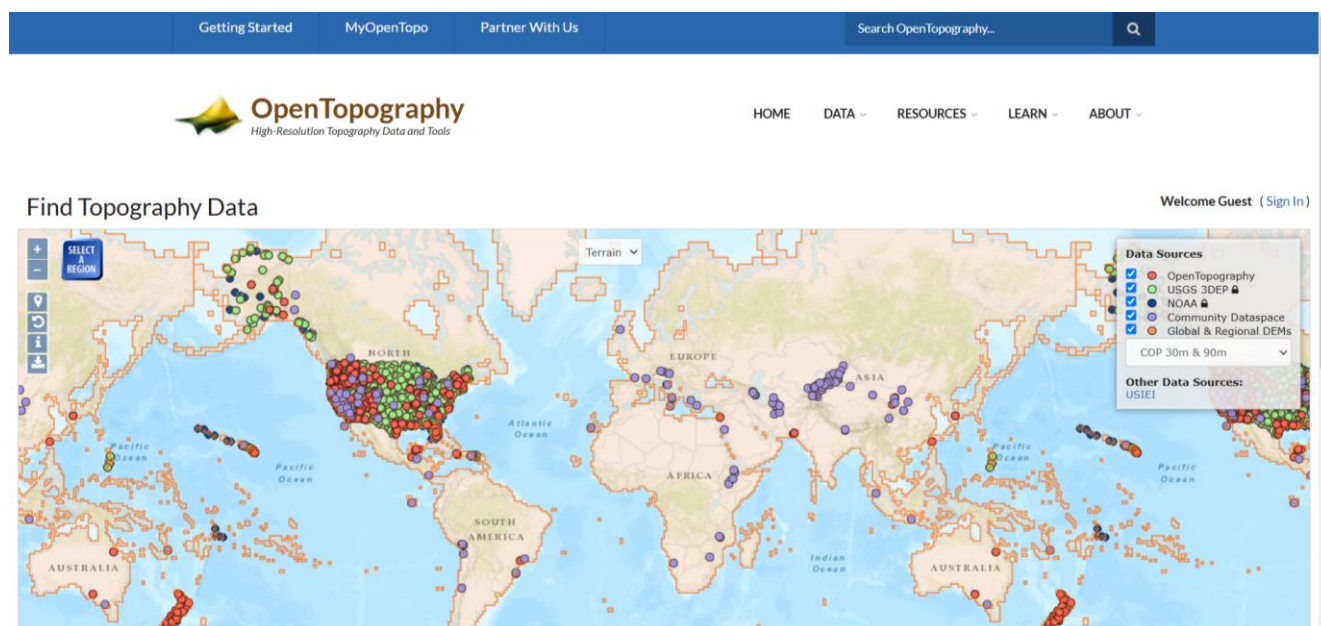 Getting Started MyOpenTopo Partner With Us Search OpenTopography...
OpenTopography
High-Resolution Topography Data and Tools
HOME DATA RESOURCES LEARN ABOUT
Find Topography Data
Welcome Guest ( Sign In )
+
-
SELECT
A
REGION
i
Terrain
Data Sources
OpenTopography
USGS 3DEP
NOAA
Community Dataspace
Global & Regional DEMs
COP 30m & 90m
Other Data Sources:
USIEI
NORTH
EUROPE
ASIA
Atlantic
Ocean
Pacific
Ocean
Pacific
Ocean
AFRICA
Pacific
Ocean
Pacific
Ocean
SOUTH
AMERICA
Indian
Ocean
AUSTRALIA
AUSTRALIA